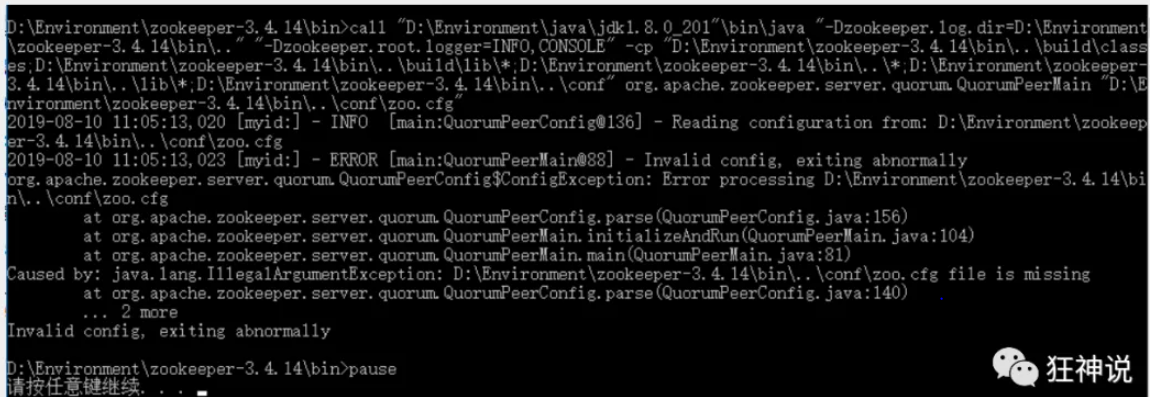 D:\Environment\zookeeper-3.4.14\bin>call "D:\Environment\java\jdk1.8.0_201"\bin\java "-Dzookeeper.log.dir=D:\Environment
\zookeeper-3.4.14\bin\.." "-Dzookeeper.root.logger=INFO,CONSOLE" -cp "D:\Environment\zookeeper-3.4.14\bin\..\build\class
es;D:\Environment\zookeeper-3.4.14\bin\..\build\lib\*;D:\Environment\zookeeper-3.4.14\bin\..\*;D:\Environment\zookeeper-
3.4.14\bin\..\lib\*;D:\Environment\zookeeper-3.4.14\bin\..\conf" org.apache.zookeeper.server.quorum.QuorumPeerMain "D:\E
nvironment\zookeeper-3.4.14\bin\..\conf\zoo.cfg"
2019-08-10 11:05:13,020 [myid:] - INFO  [main:QuorumPeerConfig@136] - Reading configuration from: D:\Environment\zookeep
er-3.4.14\bin\..\conf\zoo.cfg
2019-08-10 11:05:13,023 [myid:] - ERROR [main:QuorumPeerMain@88] - Invalid config, exiting abnormally
org.apache.zookeeper.server.quorum.QuorumPeerConfig$ConfigException: Error processing D:\Environment\zookeeper-3.4.14\bi
n\..\conf\zoo.cfg
at org.apache.zookeeper.server.quorum.QuorumPeerConfig.parse(QuorumPeerConfig.java:156)
at org.apache.zookeeper.server.quorum.QuorumPeerMain.initializeAndRun(QuorumPeerMain.java:104)
at org.apache.zookeeper.server.quorum.QuorumPeerMain.main(QuorumPeerMain.java:81)
Caused by: java.lang.IllegalArgumentException: D:\Environment\zookeeper-3.4.14\bin\..\conf\zoo.cfg file is missing
at org.apache.zookeeper.server.quorum.QuorumPeerConfig.parse(QuorumPeerConfig.java:140)
... 2 more
Invalid config, exiting abnormally
D:\Environment\zookeeper-3.4.14\bin>pause
请按任意键继续. . .
狂神说